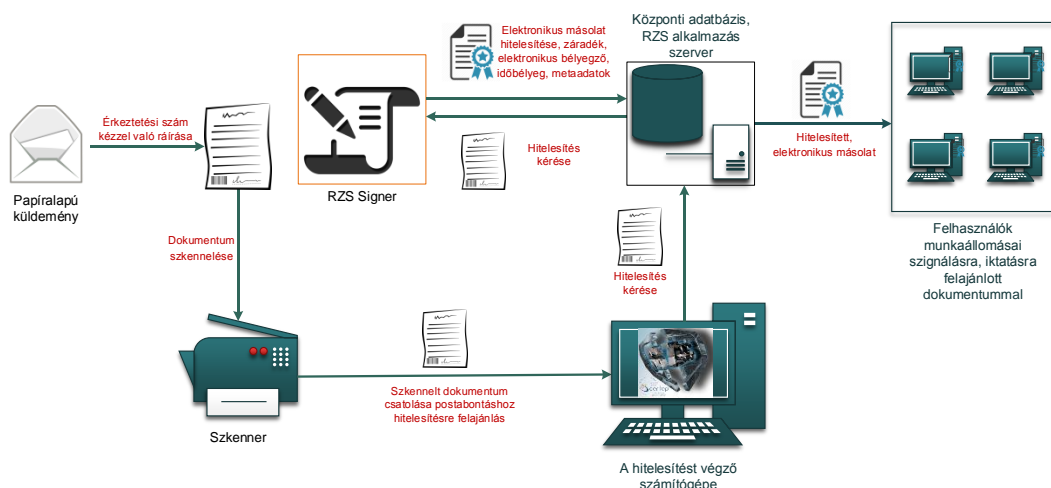 Központi adatbázis,
RZS alkalmazás
szerver
Elektronikus másolat
hitelesítése, záradék,
elektronikus bélyegző,
időbélyeg, metaadatok
Érkeztetési szám
kézzel való ráírása
Hitelesített,
elektronikus másolat
Hitelesítés
kérése
Papíralapú
küldemény
RZS Signer
Felhasználók
munkaállomásai
szignálásra, iktatásra
felajánlott
dokumentummal
Dokumentum
szkennelése
Hitelesítés
kérése
Szkennelt dokumentum
csatolása postabontáshoz
hitelesítésre felajánlás
Szkenner
A hitelesítést végző
számítógépe